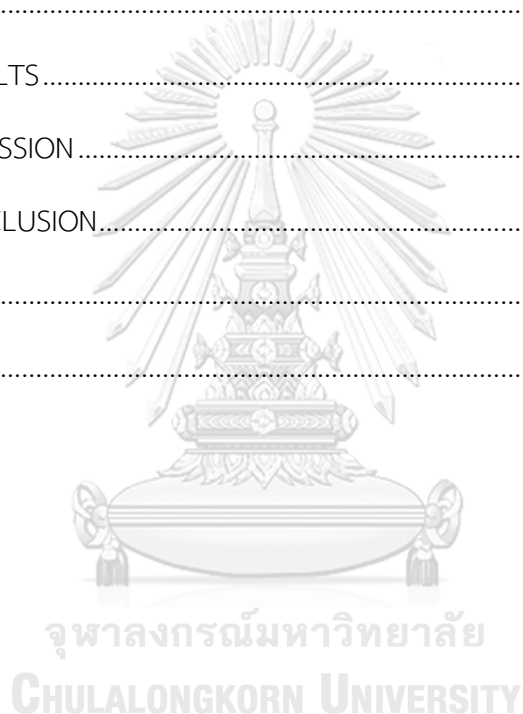 ....................................................................................
LTS....................................................................................
SSION....................................................................................
CLUSION....................................................................................
....................................................................................
....................................................................................
จุฬาลงกรณ์มหาวิทยาลัย
CHULALONGKORN UNIVERSITY